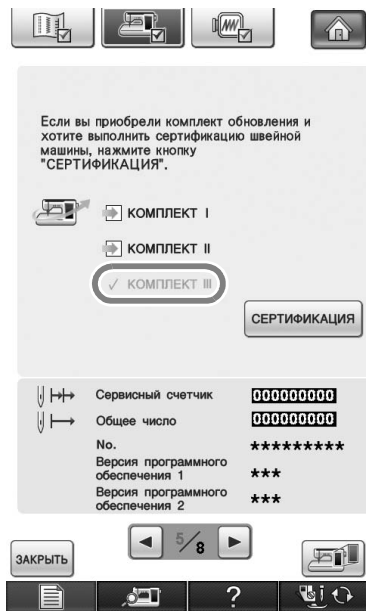 Если вы приобрели комплект обновления и
хотите выполнить сертификацию швейной
машины, нажмите кнопку
"СЕРТИФИКАЦИЯ".
КОМПЛЕКТ I
КОМПЛЕКТ II
✓ КОМПЛЕКТ III
СЕРТИФИКАЦИЯ
Сервисный счетчик 000000000
Общее число 000000000
No. *********
Версия программного
обеспечения 1 ***
Версия программного
обеспечения 2 ***
5/8
ЗАКРЫТЬ
?